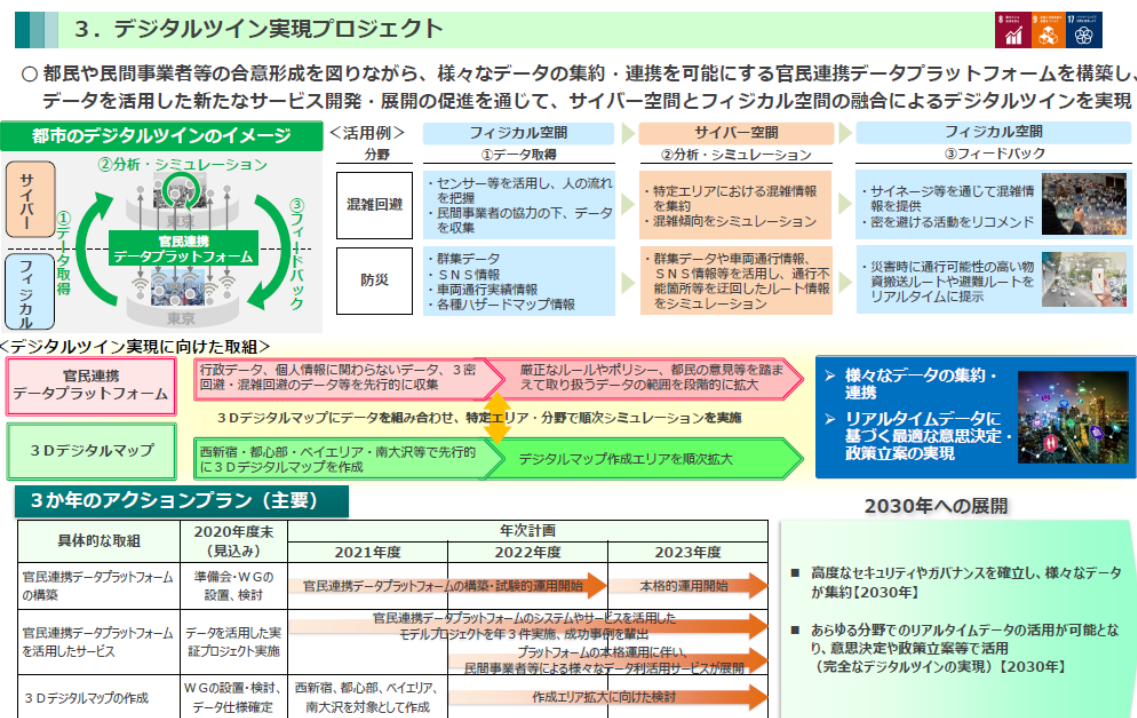 ３．デジタルツイン実現プロジェクト
8
9
17
○ 都民や民間事業者等の合意形成を図りながら、様々なデータの集約・連携を可能にする官民連携データプラットフォームを構築し、
データを活用した新たなサービス開発・展開の促進を通じて、サイバー空間とフィジカル空間の融合によるデジタルツインを実現
都市のデジタルツインのイメージ
サイバー
フィジカル
②分析・シミュレーション
①データ取得
③フィードバック
東京
官民連携
データプラットフォーム
東京
＜活用例＞
フィジカル空間
サイバー空間
フィジカル空間
分野
①データ取得
②分析・シミュレーション
③フィードバック
混雑回避
・センサー等を活用し、人の流れ
を把握
・民間事業者の協力の下、データ
を収集
・特定エリアにおける混雑情報
を集約
・混雑傾向をシミュレーション
・サイネージ等を通じて混雑情
報を提供
・密を避ける活動をリコメンド
防災
・群集データ
・ＳＮＳ情報
・車両通行実績情報
・各種ハザードマップ情報
・群集データや車両通行情報、
ＳＮＳ情報等を活用し、通行不
能箇所等を迂回したルート情報
をシミュレーション
・災害時に通行可能性の高い物
資搬送ルートや避難ルートを
リアルタイムに提示
＜デジタルツイン実現に向けた取組＞
官民連携
データプラットフォーム
行政データ、個人情報に関わらないデータ、３密
回避・混雑回避のデータ等を先行的に収集
厳正なルールやポリシー、都民の意見等を踏ま
えて取り扱うデータの範囲を段階的に拡大
３Ｄデジタルマップにデータを組み合わせ、特定エリア・分野で順次シミュレーションを実施
３Ｄデジタルマップ
西新宿・都心部・ベイエリア・南大沢等で先行的
に３Ｄデジタルマップを作成
デジタルマップ作成エリアを順次拡大
➢ 様々なデータの集約・
連携
➢ リアルタイムデータに
基づく最適な意思決定・
政策立案の実現
３か年のアクションプラン（主要）
具体的な取組
2020年度末
（見込み）
年次計画
2021年度
2022年度
2023年度
官民連携データプラットフォーム
の構築
準備会・ＷＧの
設置、検討
官民連携データプラットフォームの構築・試験的運用開始
本格的運用開始
官民連携データプラットフォーム
を活用したサービス
データを活用した実
証プロジェクト実施
官民連携データプラットフォームのシステムやサービスを活用した
モデルプロジェクトを年３件実施、成功事例を輩出
プラットフォームの本格運用に伴い、
民間事業者等による様々なデータ利活用サービスが展開
３Ｄデジタルマップの作成
ＷＧの設置・検討、
データ仕様確定
西新宿、都心部、ベイエリア、
南大沢を対象として作成
作成エリア拡大に向けた検討
2030年への展開
■ 高度なセキュリティやガバナンスを確立し、様々なデータ
が集約【2030年】
■ あらゆる分野でのリアルタイムデータの活用が可能とな
り、意思決定や政策立案等で活用
（完全なデジタルツインの実現）【2030年】